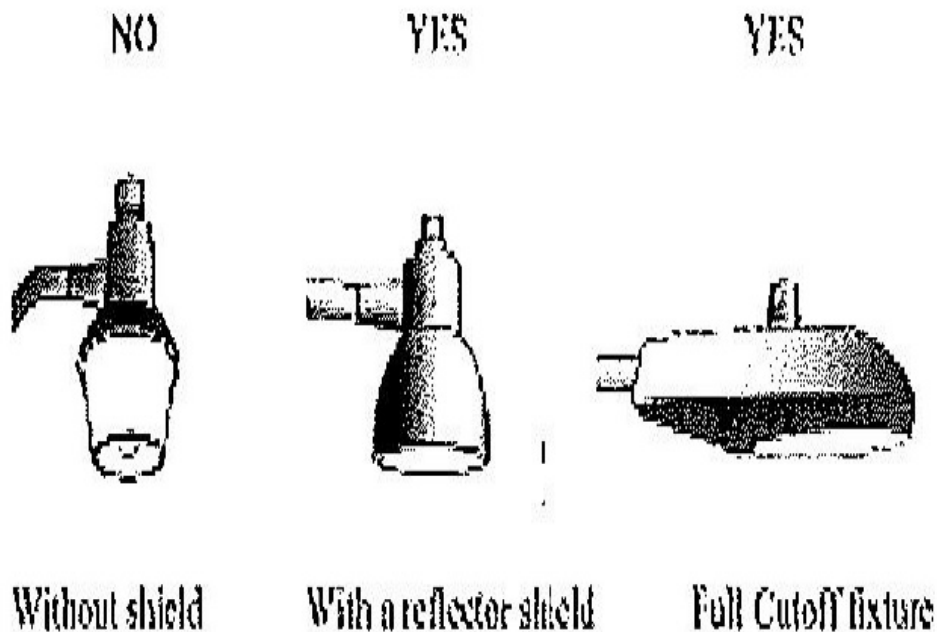 NO YES YES
Without shield With a reflector shield Full Cutoff fixture